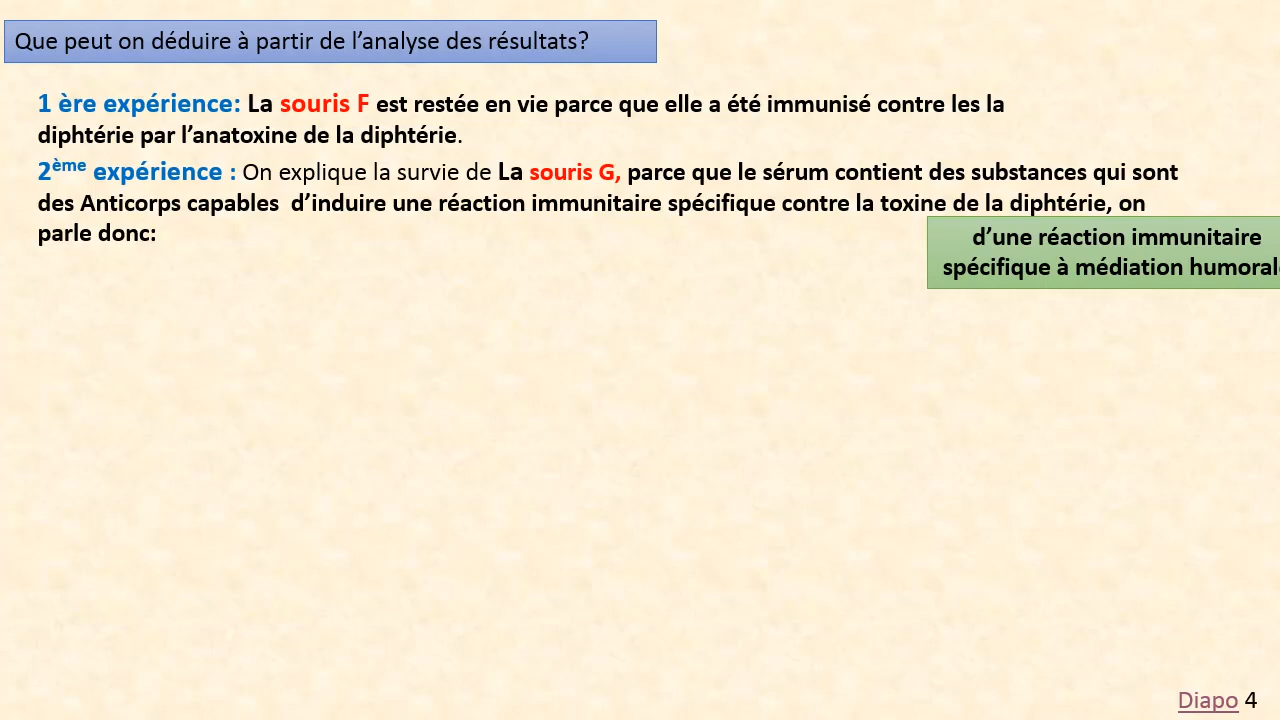 Que peut on déduire à partir de l’analyse des résultats?
1 ère expérience: La souris F est restée en vie parce que elle a été immunisé contre les la
diphtérie par l’anatoxine de la diphtérie.
2ème expérience : On explique la survie de La souris G, parce que le sérum contient des substances qui sont
des Anticorps capables d’induire une réaction immunitaire spécifique contre la toxine de la diphtérie, on
parle donc:
d’une réaction immunitaire
spécifique à médiation humorale
Diapo 4